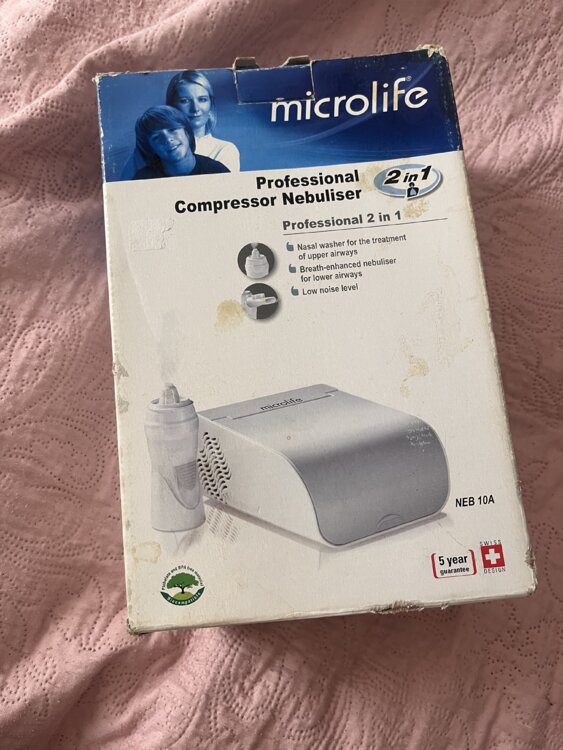 microlife®
Professional
Compressor Nebuliser
2 in 1
Professional 2 in 1
Nasal washer for the treatment
of upper airways
Breath-enhanced nebuliser
for lower airways
Low noise level
microlife
NEB 10A
5 year
guarantee
SWISS
DESIGN